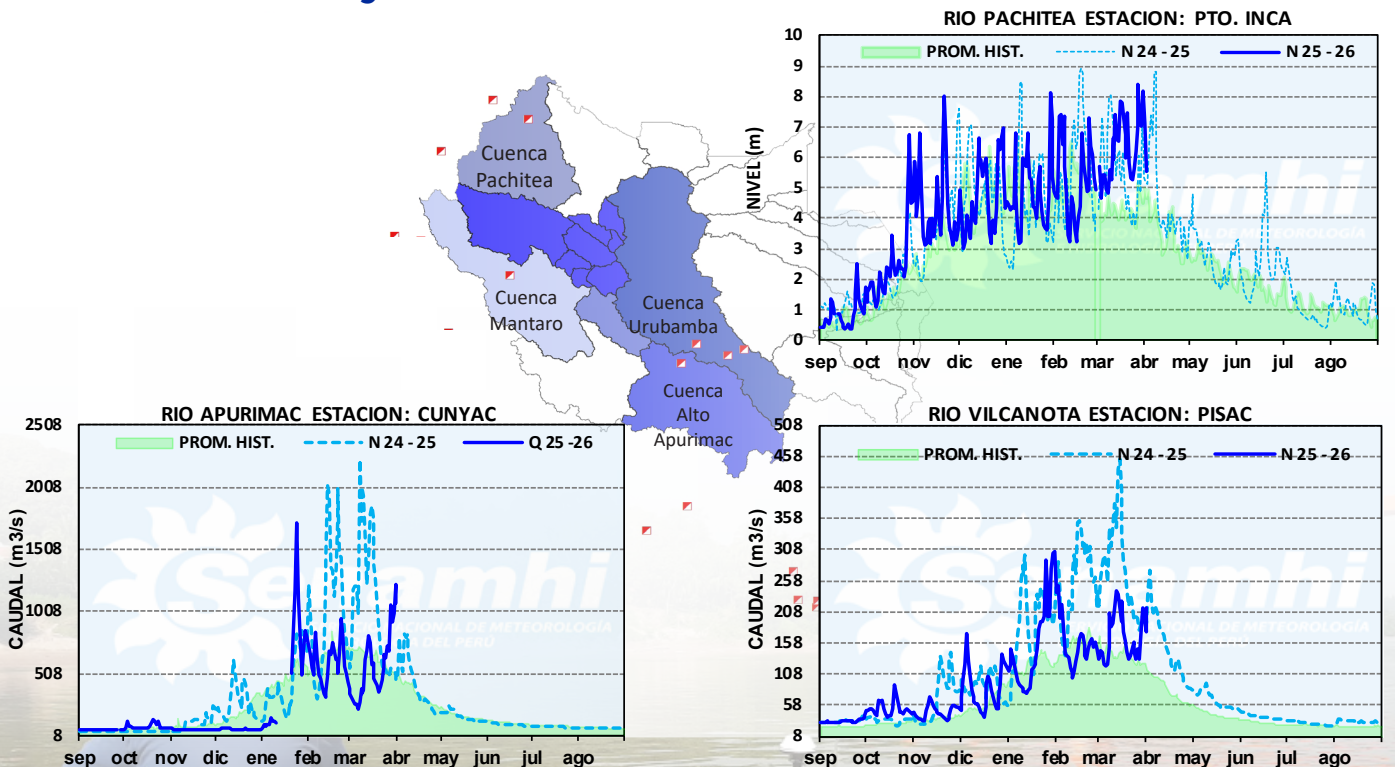 RIO PACHITEA ESTACION: PTO. INCA
PROM. HIST.
N 24 - 25
N 25 - 26
NIVEL (m)
10
9
8
7
6
5
4
3
2
1
0
sep oct nov dic ene feb mar abr may jun jul ago
Cuenca
Pachitea
Cuenca
Mantaro
Cuenca
Urubamba
Cuenca
Alto
Apurimac
RIO APURIMAC ESTACION: CUNYAC
PROM. HIST.
N 24 - 25
Q 25 -26
CAUDAL (m3/s)
2508
2008
1508
1008
508
8
sep oct nov dic ene feb mar abr may jun jul ago
RIO VILCANOTA ESTACION: PISAC
PROM. HIST.
N 24 - 25
N 25 - 26
CAUDAL (m3/s)
508
458
408
358
308
258
208
158
108
58
8
sep oct nov dic ene feb mar abr may jun jul ago